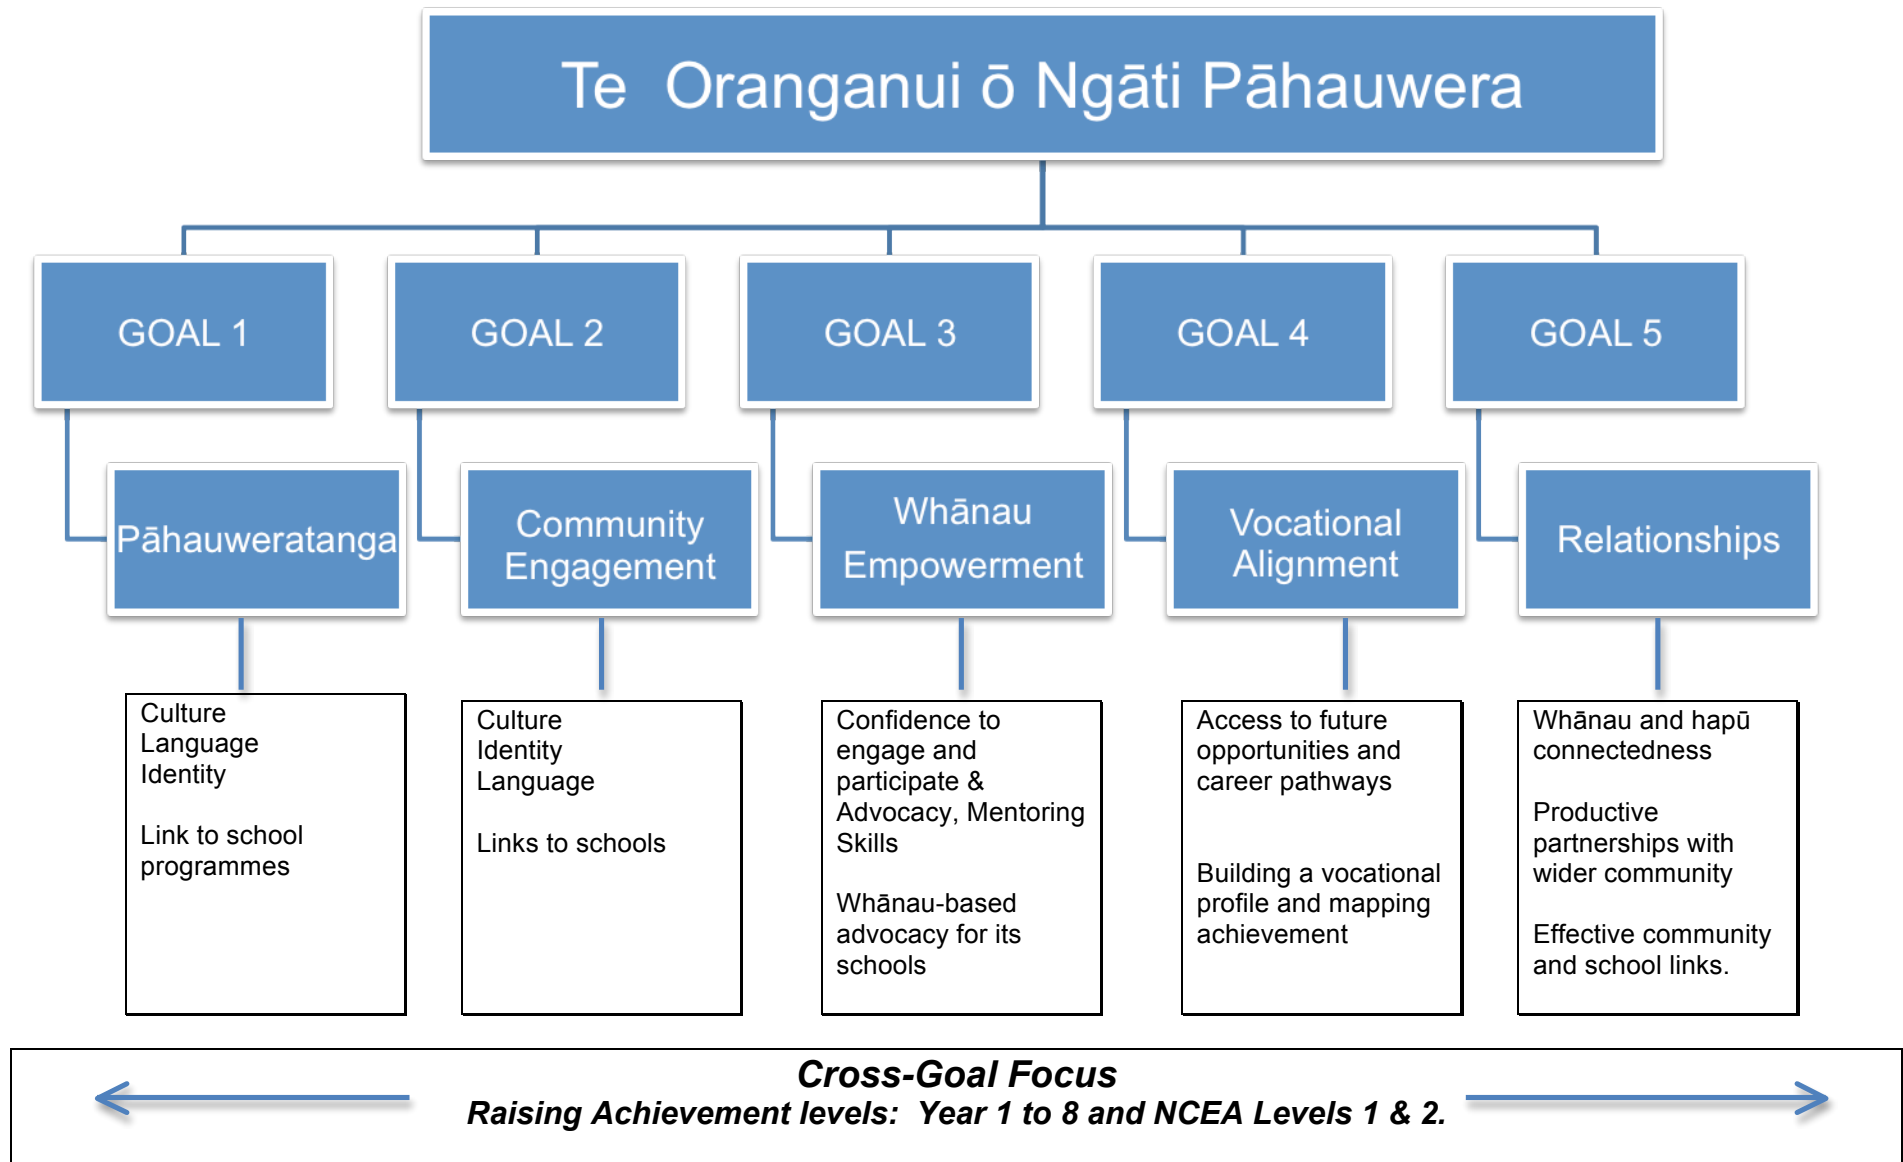 Te Oranganui ō Ngāti Pāhauwera
GOAL 1
GOAL 2
GOAL 3
GOAL 4
GOAL 5
Pāhauweratanga
Community
Engagement
Whānau
Empowerment
Vocational
Alignment
Relationships
Culture
Language
Identity
Link to school
programmes
Culture
Identity
Language
Links to schools
Confidence to
engage and
participate &
Advocacy, Mentoring
Skills
Whānau-based
advocacy for its
schools
Access to future
opportunities and
career pathways
Building a vocational
profile and mapping
achievement
Whānau and hapū
connectedness
Productive
partnerships with
wider community
Effective community
and school links.
Cross-Goal Focus
Raising Achievement levels: Year 1 to 8 and NCEA Levels 1 & 2.